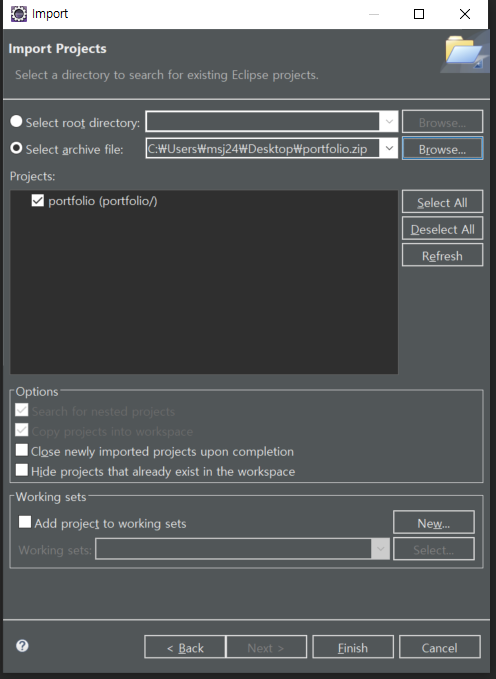 Import
Import Projects
Select a directory to search for existing Eclipse projects.
Select root directory:
Browse...
Select archive file:
C:₩Users₩msj24₩Desktop₩portfolio.zip
Browse...
Projects:
portfolio (portfolio/)
Select All
Deselect All
Refresh
Options
Search for nested projects
Copy projects into workspace
Close newly imported projects upon completion
Hide projects that already exist in the workspace
Working sets
Add project to working sets
New...
Working sets:
Select...
?
< Back
Next >
Finish
Cancel